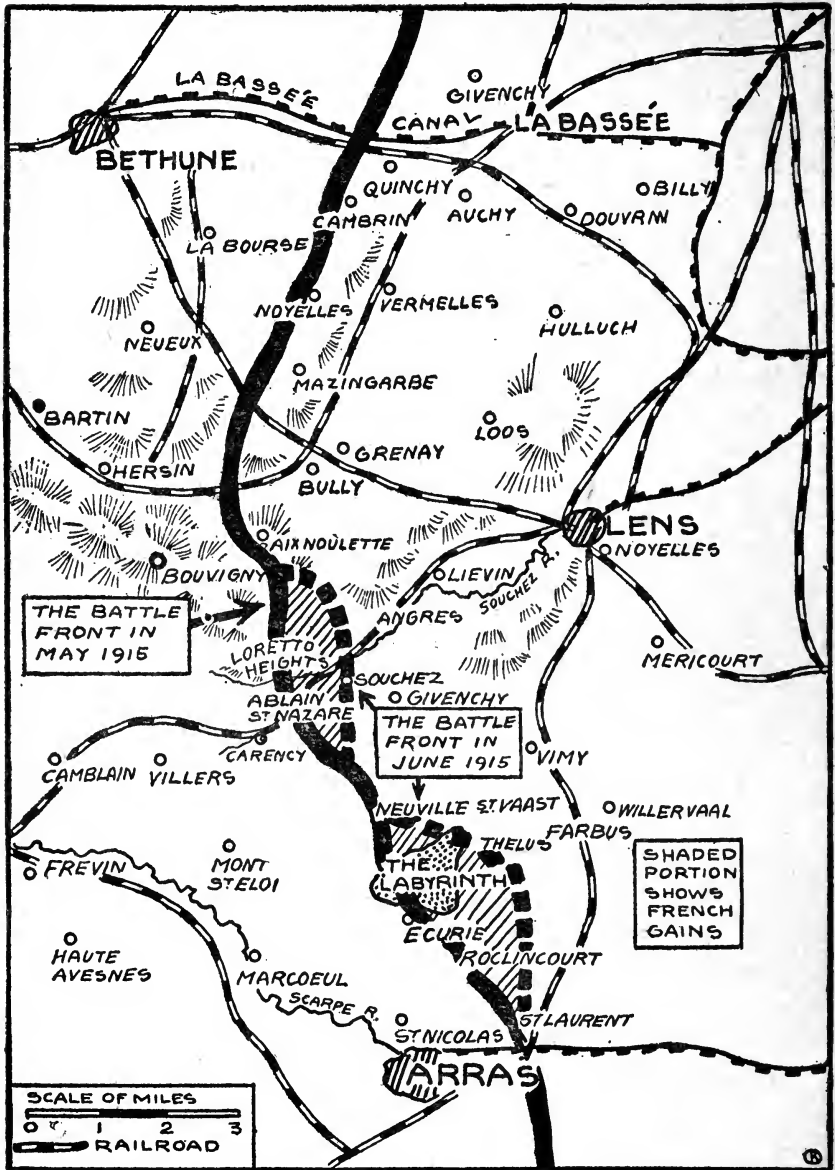 LA BASSÉE
GIVENCHY
CANAL
LA BASSÉE
BETHUNE
QUINCHY
BILLY
CAMBRIN
AUCHY
DOUVRIN
LA BOURSE
NOYELLES
VERMELLES
HULLUCH
NEUEUX
MAZINGARBE
BARTIN
LOOS
GRENAY
HERSIN
BULLY
LENS
AIX NOULETTE
NOYELLES
BOUVIGNY
LIEVIN
SOUCHEZ R.
ANGRES
THE BATTLE
FRONT IN
MAY 1915
LORETTO
HEIGHTS
MERICOURT
SOUCHEZ
ABLAIN
ST NAZARE
GIVENCHY
THE BATTLE
FRONT IN
JUNE 1915
CARENCY
VIMY
CAMBLAIN
VILLERS
NEUVILLE ST VAAST
WILLERVAAL
THELUS
FARBUS
SHADED
PORTION
SHOWS
FRENCH
GAINS
MONT
ST ELOI
FREVIN
THE
LABYRINTH
ECURIE
HAUTE
AVESNES
ROCLINCOURT
MARCOEUL
SCARPE R.
ST LAURENT
ST NICOLAS
ARRAS
SCALE OF MILES
0 1 2 3
RAILROAD
R